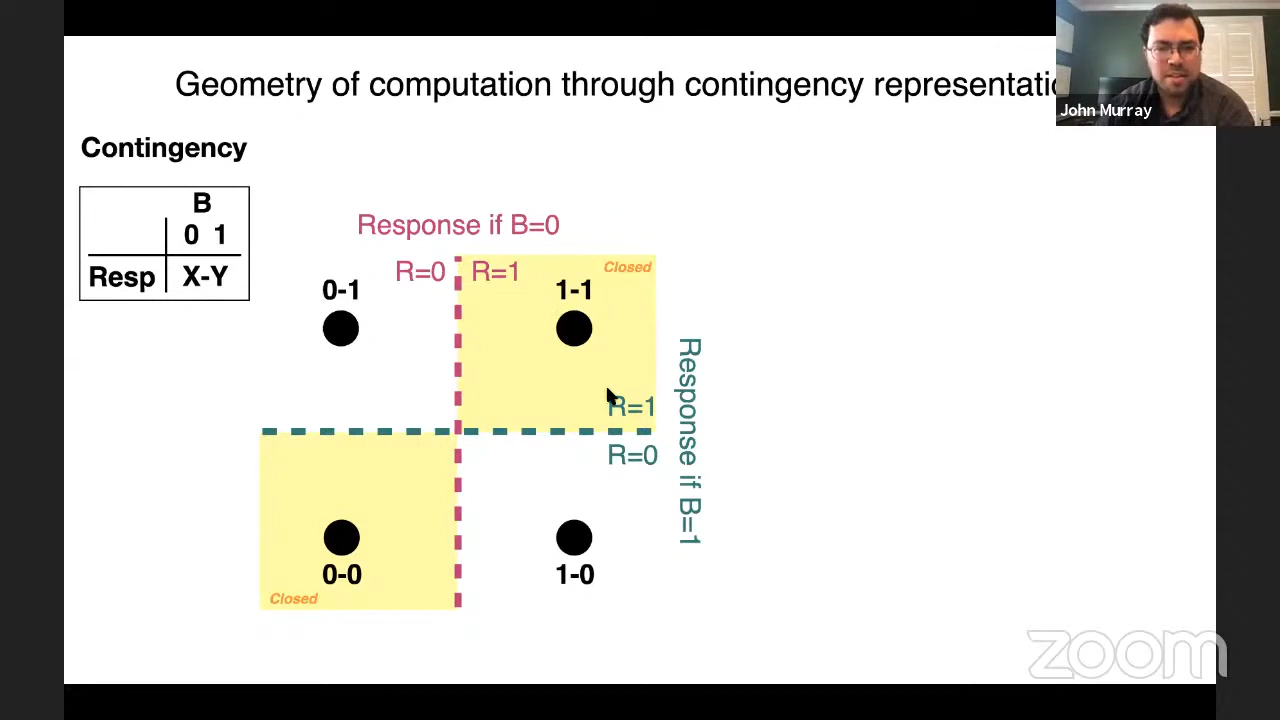 Geometry of computation through contingency representatio
John Murray
Contingency
B
0 1
Resp X-Y
Response if B=0
R=0 R=1 Closed
0-1 1-1
R=1
R=0
Response if B=1
0-0 1-0
Closed
zoom